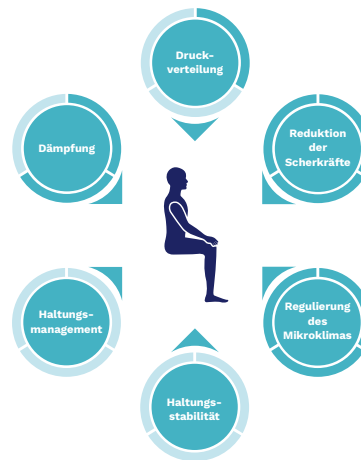 Druck-
verteilung
Dämpfung
Reduktion
der
Scherkräfte
Haltungs-
management
Regulierung
des
Mikroklimas
Haltungs-
stabilität